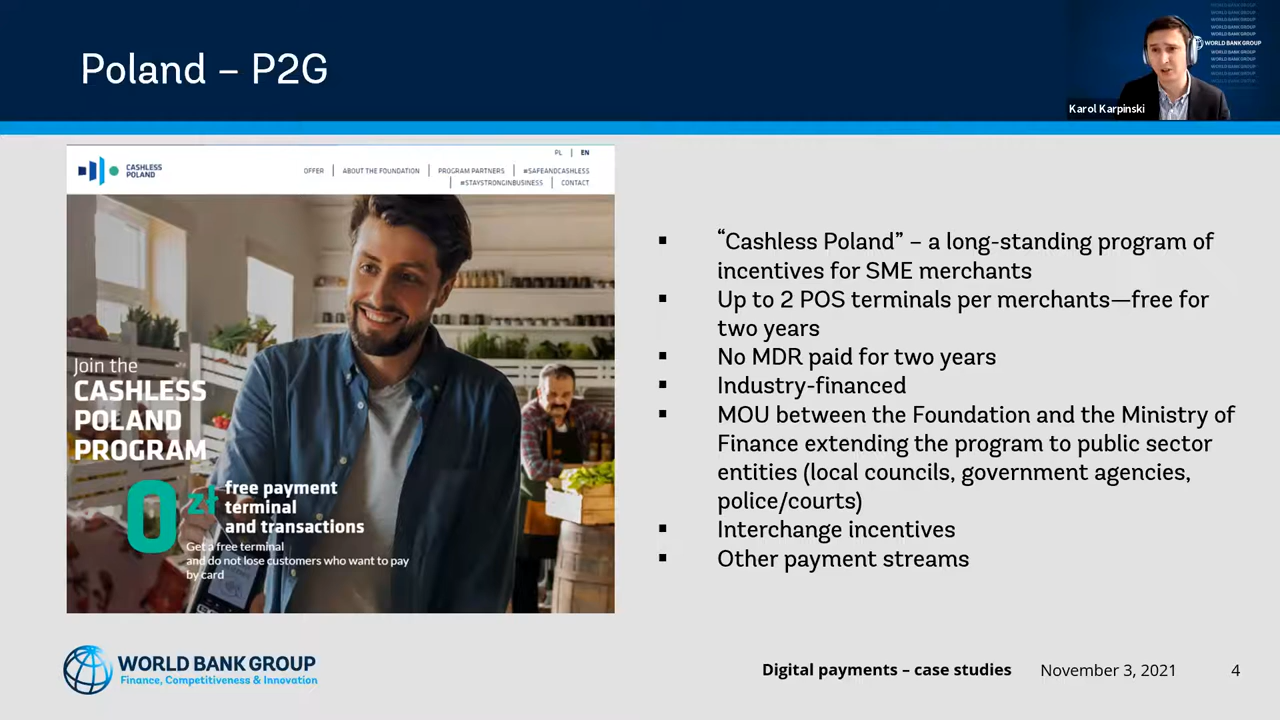 Poland – P2G
WORLD BANK GROUP
Karol Karpinski
CASHLESS
POLAND
PL | EN
OFFER | ABOUT THE FOUNDATION | PROGRAM PARTNERS | #SAFEANDCASHLESS
| #STAYSTRONGINBUSINESS | CONTACT
Join the
CASHLESS
POLAND
PROGRAM
0 zł
free payment
terminal
and transactions
Get a free terminal
and do not lose customers who want to pay
by card
▪ “Cashless Poland” – a long-standing program of
incentives for SME merchants
▪ Up to 2 POS terminals per merchants—free for
two years
▪ No MDR paid for two years
▪ Industry-financed
▪ MOU between the Foundation and the Ministry of
Finance extending the program to public sector
entities (local councils, government agencies,
police/courts)
▪ Interchange incentives
▪ Other payment streams
WORLD BANK GROUP
Finance, Competitiveness & Innovation
Digital payments – case studies November 3, 2021 4